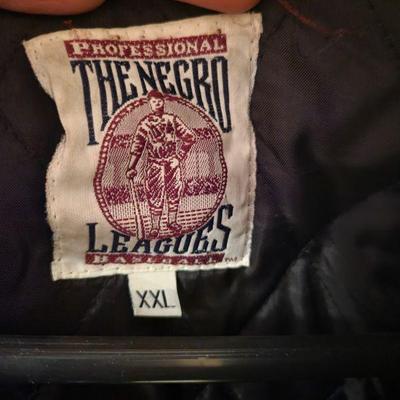 PROFESSIONAL
THE NEGRO
LEAGUES
BASEBALL
XXL